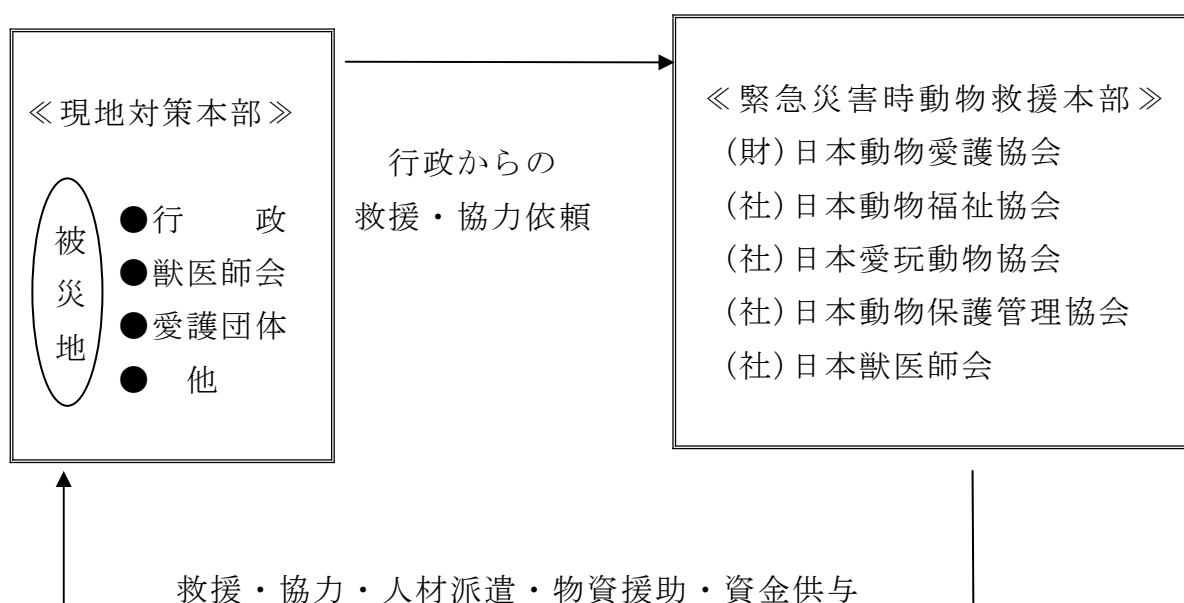 ≪現地対策本部≫
被災地
●行　　政
●獣医師会
●愛護団体
●　他
行政からの
救援・協力依頼
≪緊急災害時動物救援本部≫
(財)日本動物愛護協会
(社)日本動物福祉協会
(社)日本愛玩動物協会
(社)日本動物保護管理協会
(社)日本獣医師会
救援・協力・人材派遣・物資援助・資金供与